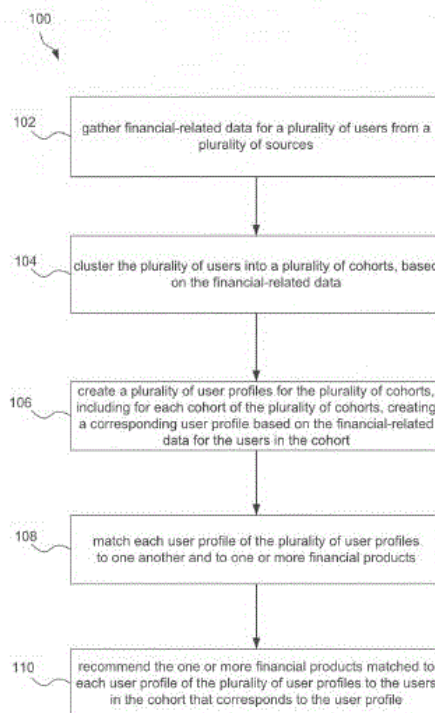 100
102
gather financial-related data for a plurality of users from a
plurality of sources
104
cluster the plurality of users into a plurality of cohorts, based
on the financial-related data
106
create a plurality of user profiles for the plurality of cohorts,
including for each cohort of the plurality of cohorts, creating
a corresponding user profile based on the financial-related
data for the users in the cohort
108
match each user profile of the plurality of user profiles
to one another and to one or more financial products
110
recommend the one or more financial products matched to
each user profile of the plurality of user profiles to the users
in the cohort that corresponds to the user profile